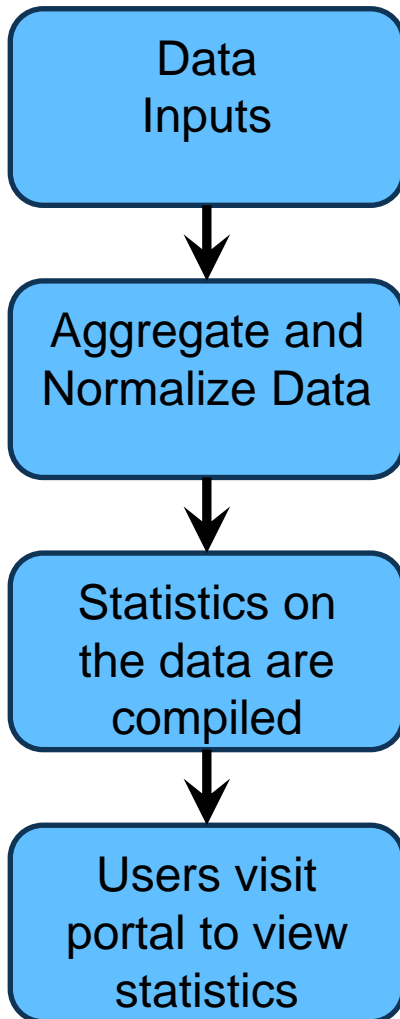 Data
Inputs
Aggregate and
Normalize Data
Statistics on
the data are
compiled
Users visit
portal to view
statistics